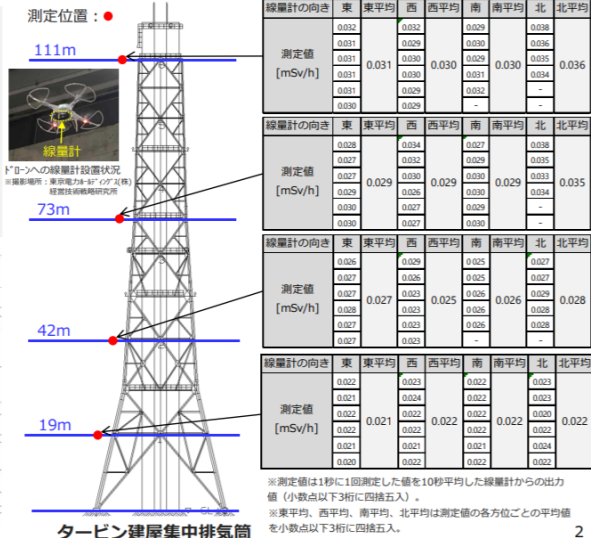 測定位置：●
111m
線量計
ドローンへの線量計設置状況
※撮影場所：東京電力ホールディングス(株)
経営技術戦略研究所
73m
42m
19m
タービン建屋集中排気筒
線量計の向き 東 東平均 西 西平均 南 南平均 北 北平均
測定値
[mSv/h]
0.032 0.032 0.029 0.038
0.031 0.029 0.030 0.036
0.031 0.030 0.029 0.035
0.031 0.031 0.030 0.030 0.031 0.030 0.034 0.036
0.031 0.029 0.032 -
0.030 0.029 - -
線量計の向き 東 東平均 西 西平均 南 南平均 北 北平均
測定値
[mSv/h]
0.028 0.034 0.027 0.038
0.027 0.032 0.029 0.035
0.027 0.030 0.030 0.033
0.029 0.029 0.026 0.029 0.030 0.029 0.034 0.035
0.030 0.027 0.029 -
0.030 0.027 0.030 -
線量計の向き 東 東平均 西 西平均 南 南平均 北 北平均
測定値
[mSv/h]
0.026 0.029 0.025 0.027
0.027 0.026 0.025 0.027
0.027 0.023 0.026 0.029
0.028 0.027 0.023 0.025 0.026 0.026 0.028 0.028
0.027 0.023 0.026 0.028
0.027 0.023 - -
線量計の向き 東 東平均 西 西平均 南 南平均 北 北平均
測定値
[mSv/h]
0.022 0.023 0.022 0.023
0.021 0.024 0.022 0.023
0.022 0.022 0.022 0.020
0.022 0.021 0.022 0.022 0.022 0.022 0.022 0.022
0.021 0.021 0.021 0.024
0.020 0.022 0.022 0.022
※測定値は1秒に1回測定した値を10秒平均した線量計からの出力
値（小数点以下3桁に四捨五入）。
※東平均、西平均、南平均、北平均は測定値の各方位ごとの平均値
を小数点以下3桁に四捨五入。
2